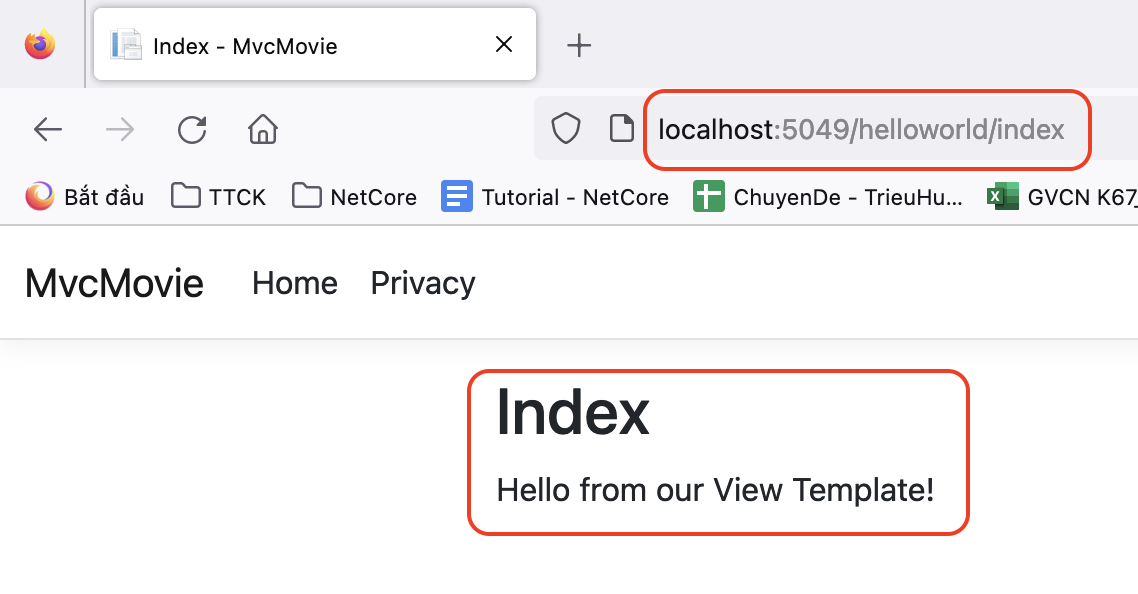 Index - MvcMovie
localhost:5049/helloworld/index
Bắt đầu TTCK NetCore Tutorial - NetCore ChuyenDe - TrieuHu... GVCN K67_
MvcMovie Home Privacy
Index
Hello from our View Template!